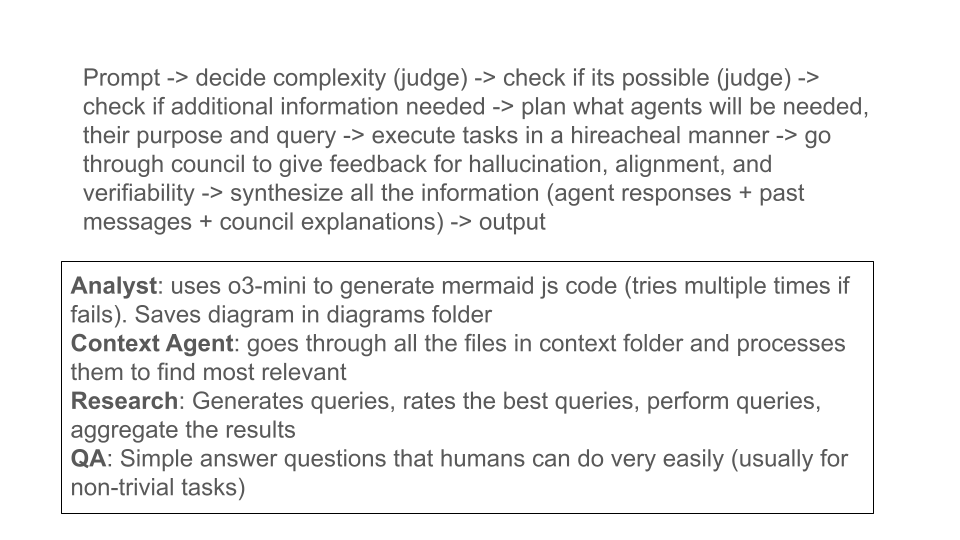 Prompt -> decide complexity (judge) -> check if its possible (judge) ->
check if additional information needed -> plan what agents will be needed,
their purpose and query -> execute tasks in a hireacheal manner -> go
through council to give feedback for hallucination, alignment, and
verifiability -> synthesize all the information (agent responses + past
messages + council explanations) -> output
Analyst: uses o3-mini to generate mermaid js code (tries multiple times if
fails). Saves diagram in diagrams folder
Context Agent: goes through all the files in context folder and processes
them to find most relevant
Research: Generates queries, rates the best queries, perform queries,
aggregate the results
QA: Simple answer questions that humans can do very easily (usually for
non-trivial tasks)